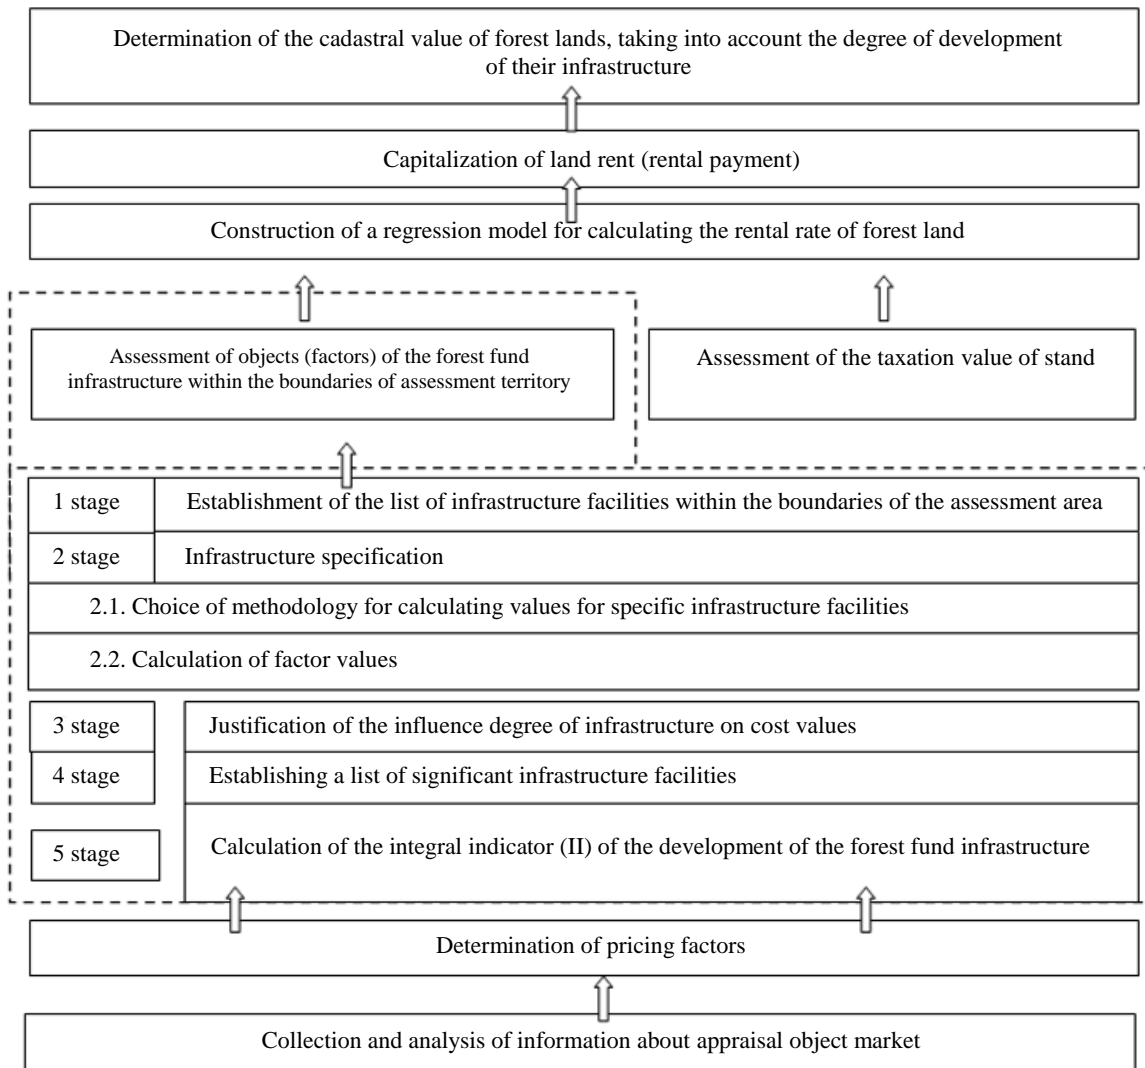 Determination of the cadastral value of forest lands, taking into account the degree of development
of their infrastructure
Capitalization of land rent (rental payment)
Construction of a regression model for calculating the rental rate of forest land
Assessment of objects (factors) of the forest fund
infrastructure within the boundaries of assessment territory
Assessment of the taxation value of stand
1 stage
Establishment of the list of infrastructure facilities within the boundaries of the assessment area
2 stage
Infrastructure specification
2.1. Choice of methodology for calculating values for specific infrastructure facilities
2.2. Calculation of factor values
3 stage
Justification of the influence degree of infrastructure on cost values
4 stage
Establishing a list of significant infrastructure facilities
5 stage
Calculation of the integral indicator (II) of the development of the forest fund infrastructure
Determination of pricing factors
Collection and analysis of information about appraisal object market